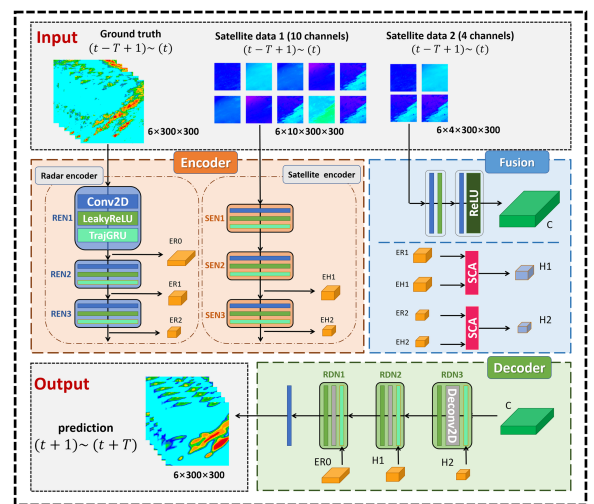 Input
Ground truth
(t − T + 1)~ (t)
6×300×300
Satellite data 1 (10 channels)
(t − T + 1)~ (t)
6×10×300×300
Satellite data 2 (4 channels)
(t − T + 1)~ (t)
6×4×300×300
Encoder
Radar encoder
REN1
Conv2D
LeakyReLU
TrajGRU
ER0
REN2
ER1
REN3
ER2
Satellite encoder
SEN1
SEN2
EH1
SEN3
EH2
Fusion
ReLU
C
ER1
EH1
SCA
H1
ER2
EH2
SCA
H2
Output
prediction
(t + 1)~ (t + T)
6×300×300
Decoder
RDN1
RDN2
RDN3
Deconv2D
C
ER0
H1
H2